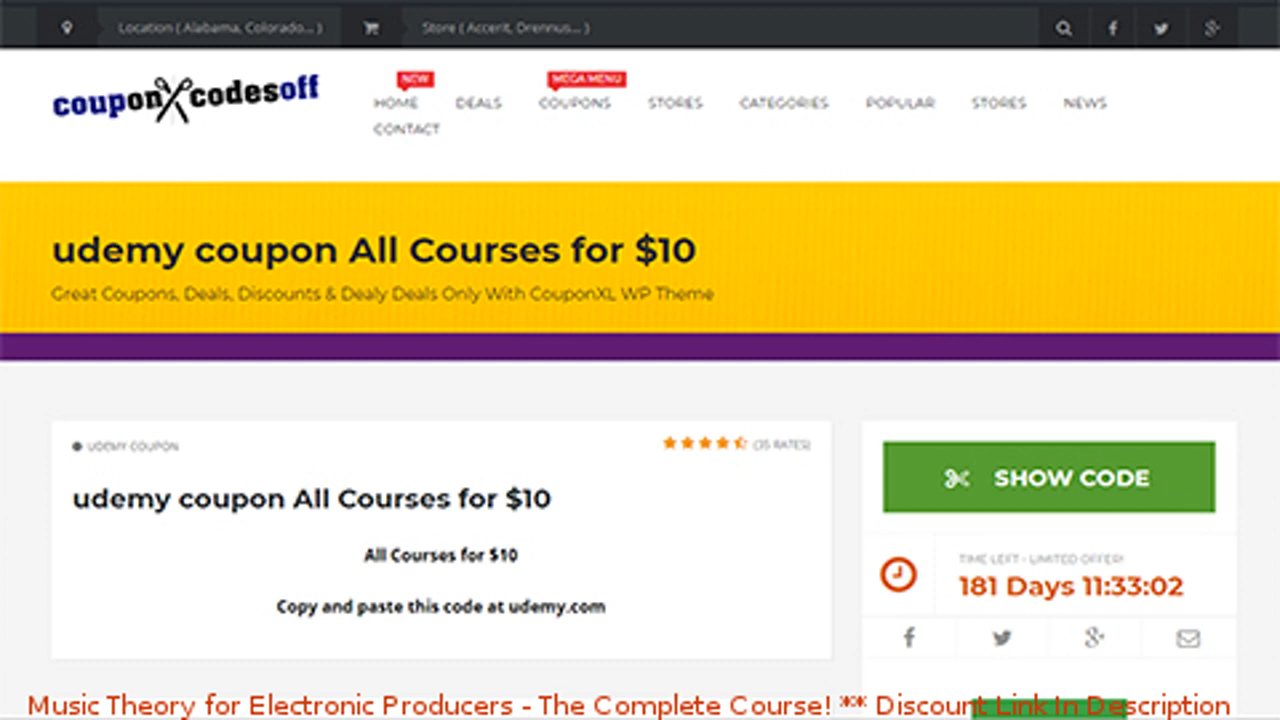 Location ( Alabama, Colorado... )
Store ( Accerit, Drennus... )
couponXcodesoff
NEW
MEGA MENU
HOME DEALS COUPONS STORES CATEGORIES POPULAR STORES NEWS
CONTACT
udemy coupon All Courses for $10
Great Coupons, Deals, Discounts & Dealy Deals Only With CouponXL WP Theme
UDEMY COUPON
(35 RATES)
udemy coupon All Courses for $10
All Courses for $10
Copy and paste this code at udemy.com
SHOW CODE
TIME LEFT - LIMITED OFFER!
181 Days 11:33:02
Music Theory for Electronic Producers - The Complete Course! ** Discount Link In Description